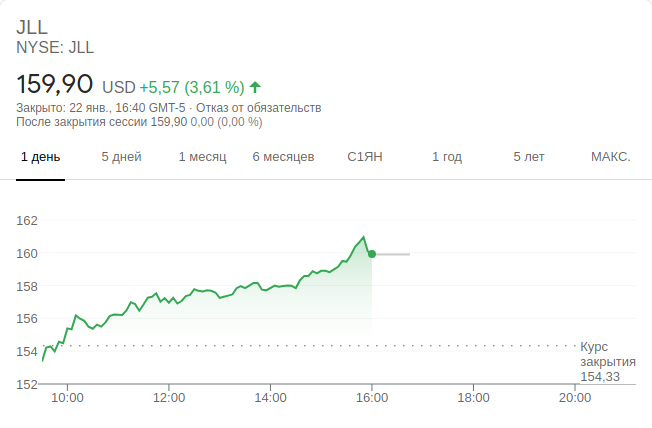 JLL
NYSE: JLL
159,90 USD +5,57 (3,61 %)
Закрыто: 22 янв., 16:40 GMT-5 · Отказ от обязательств
После закрытия сессии 159,90 0,00 (0,00 %)
1 день 5 дней 1 месяц 6 месяцев С1ЯН 1 год 5 лет МАКС.
162
160
158
156
154
152
Курс
закрытия
154,33
10:00 12:00 14:00 16:00 18:00 20:00